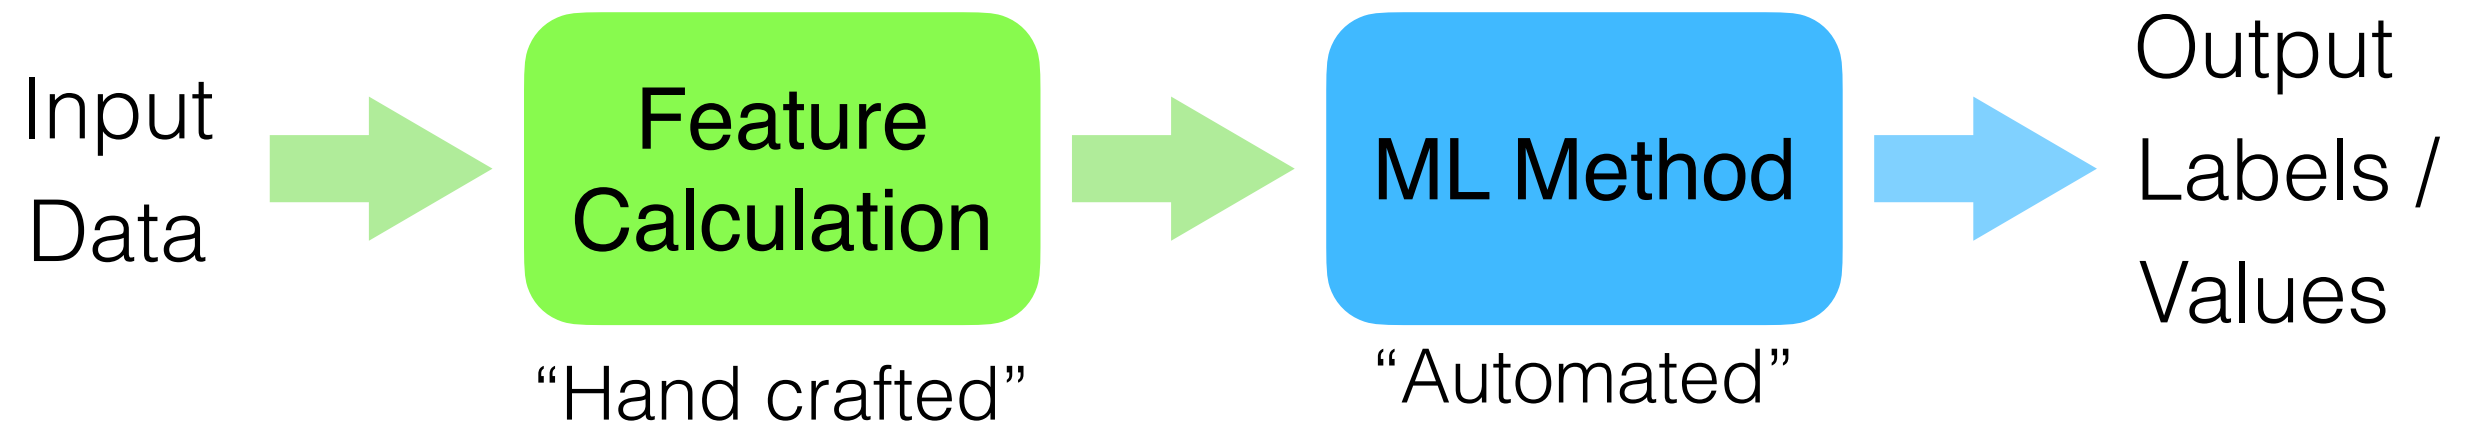 Input
Data
Feature
Calculation
“Hand crafted”
ML Method
“Automated”
Output
Labels /
Values